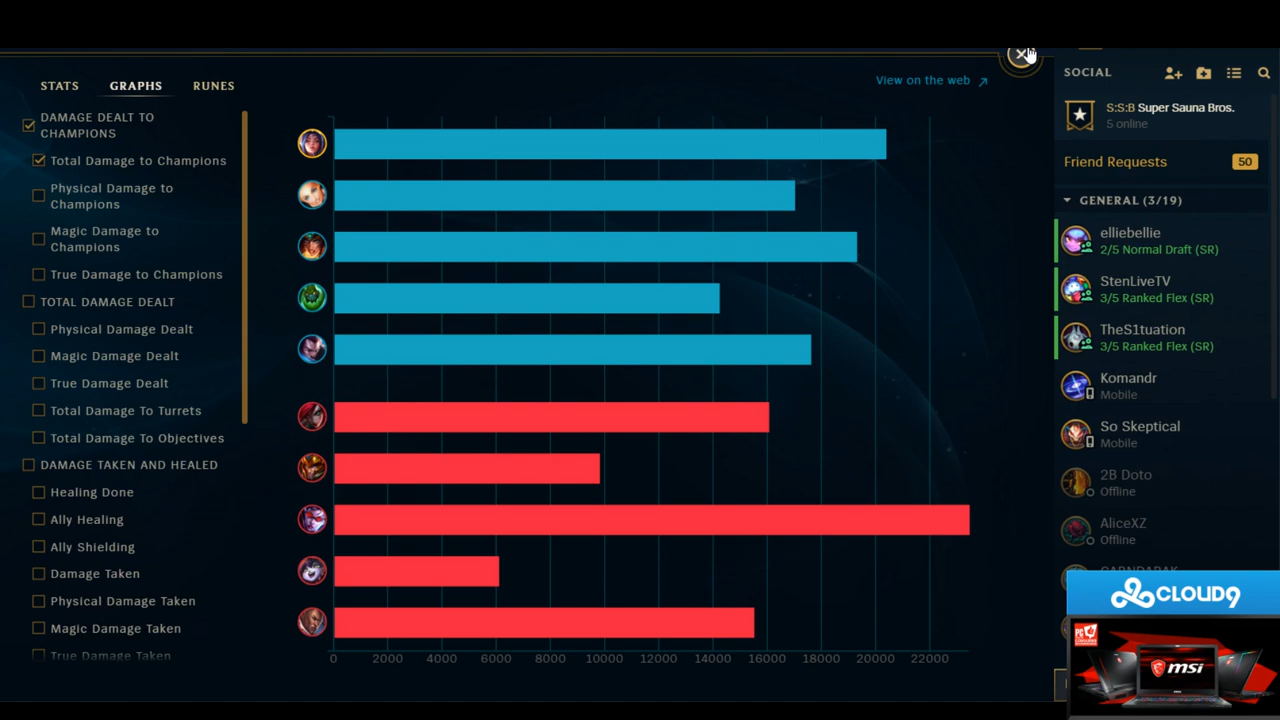 STATS
GRAPHS
RUNES
View on the web
DAMAGE DEALT TO
CHAMPIONS
Total Damage to Champions
Physical Damage to
Champions
Magic Damage to
Champions
True Damage to Champions
TOTAL DAMAGE DEALT
Physical Damage Dealt
Magic Damage Dealt
True Damage Dealt
Total Damage To Turrets
Total Damage To Objectives
DAMAGE TAKEN AND HEALED
Healing Done
Ally Healing
Ally Shielding
Damage Taken
Physical Damage Taken
Magic Damage Taken
True Damage Taken
0 2000 4000 6000 8000 10000 12000 14000 16000 18000 20000 22000
SOCIAL
S:S:B Super Sauna Bros.
5 online
Friend Requests 50
GENERAL (3/19)
elliebellie
2/5 Normal Draft (SR)
StenLiveTV
3/5 Ranked Flex (SR)
TheS1tuation
3/5 Ranked Flex (SR)
Komandr
Mobile
So Skeptical
Mobile
2B Doto
Offline
AliceXZ
Offline
CLOUD9
msi